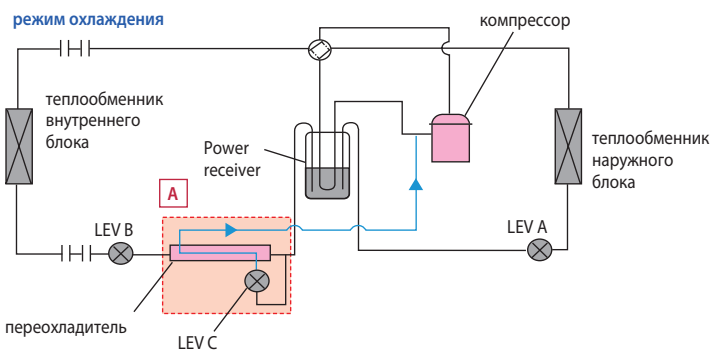 режим охлаждения
компрессор
теплообменник
внутреннего
блока
Power
receiver
теплообменник
наружного
блока
A
LEV B
LEV A
переохладитель
LEV C